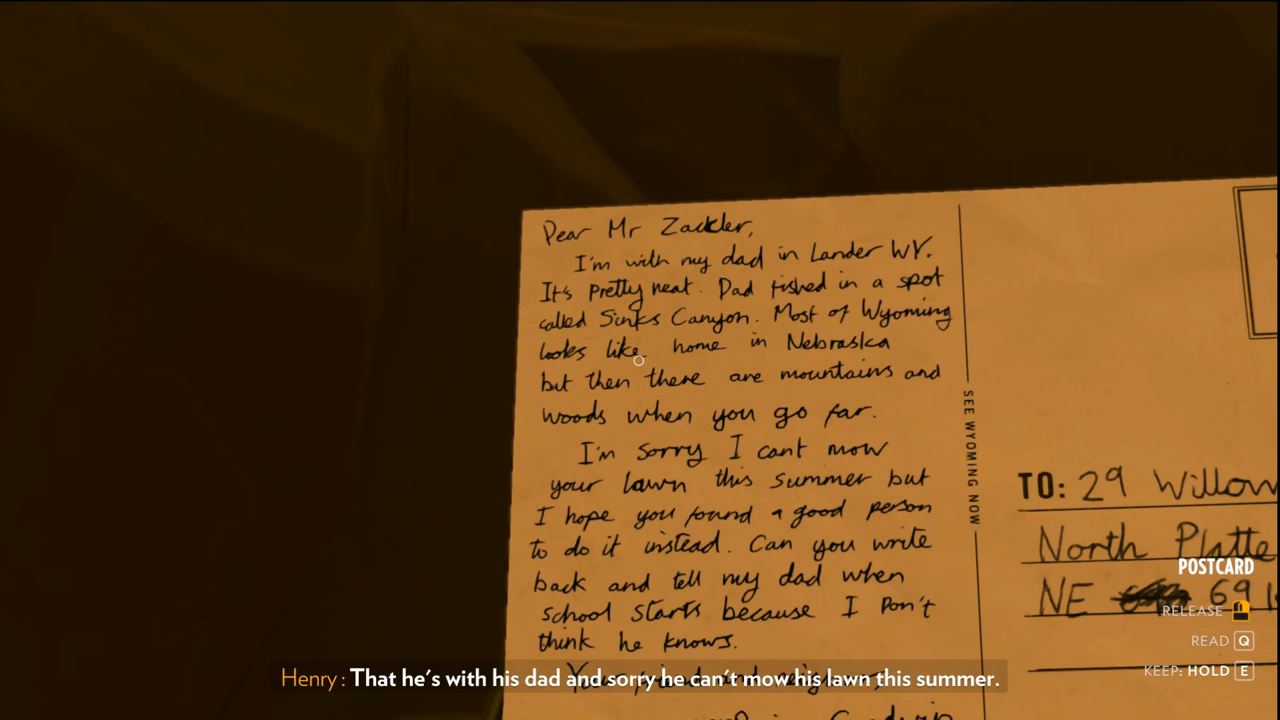 Dear Mr Zackler,
I'm with my dad in Lander WY.
It's Pretty neat. Dad fished in a spot
called Sinks Canyon. Most of Wyoming
looks like home in Nebraska
but then there are mountains and
woods when you go far.
I'm sorry I cant mow
your lawn this summer but
I hope you found a good person
to do it instead. Can you write
back and tell my dad when
school starts because I Don't
think he knows.
SEE WYOMING NOW
TO: 29 Willow
North Platte
NE 691
POSTCARD
RELEASE
READ Q
KEEP: HOLD E
Henry: That he's with his dad and sorry he can't mow his lawn this summer.